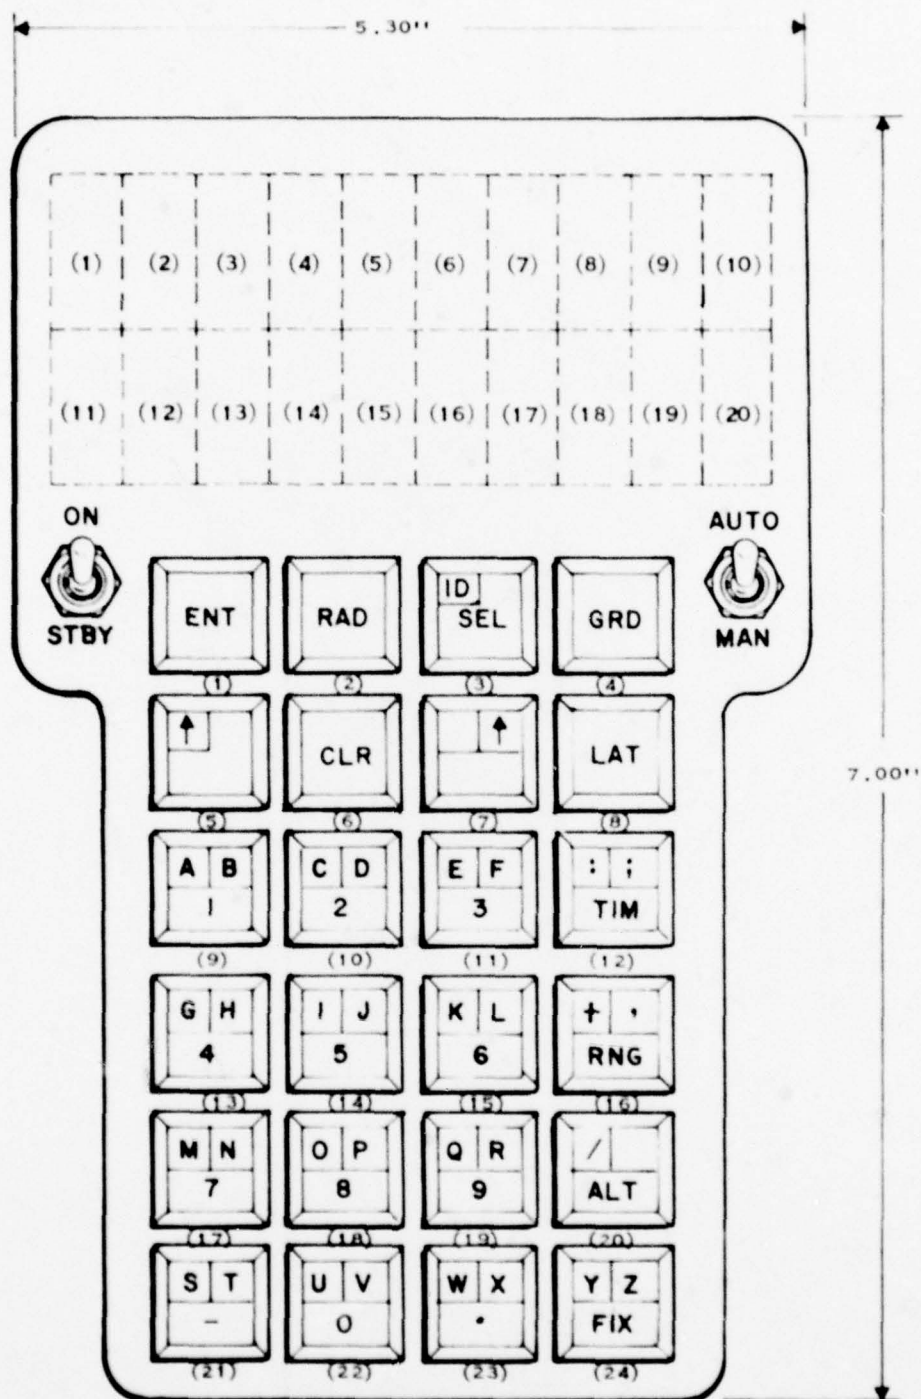 5.30"
(1) (2) (3) (4) (5) (6) (7) (8) (9) (10)
(11) (12) (13) (14) (15) (16) (17) (18) (19) (20)
ON
AUTO
STBY
MAN
ENT RAD ID SEL GRD
(1) (2) (3) (4)
↑ CLR ↑ LAT
7.00"
(5) (6) (7) (8)
A B C D E F : ;
1 2 3 TIM
(9) (10) (11) (12)
G H I J K L + ,
4 5 6 RNG
(13) (14) (15) (16)
M N O P Q R /
7 8 9 ALT
(17) (18) (19) (20)
S T U V W X Y Z
- 0 . FIX
(21) (22) (23) (24)